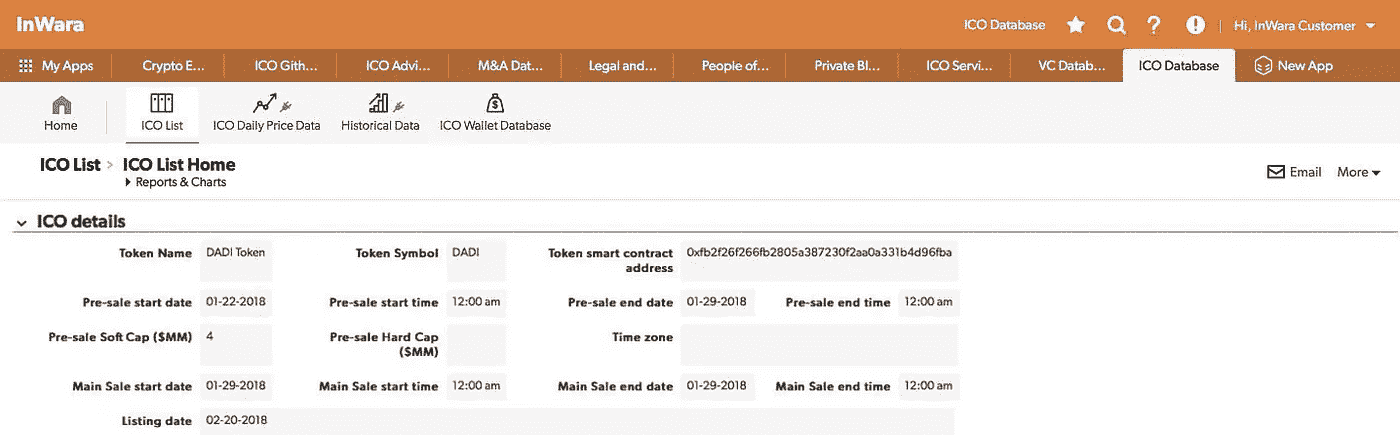 InWara ICO Database Hi, InWara Customer
My Apps Crypto E... ICO Gith... ICO Advi... M&A Dat... Legal and... People of... Private Bl... ICO Servi... VC Datab... ICO Database New App
Home ICO List ICO Daily Price Data Historical Data ICO Wallet Database
ICO List > ICO List Home
Reports & Charts
Email More
ICO details
Token Name DADI Token Token Symbol DADI Token smart contract address 0xfb2f26f266fb2805a387230f2aa0a331b4d96fba
Pre-sale start date 01-22-2018 Pre-sale start time 12:00 am Pre-sale end date 01-29-2018 Pre-sale end time 12:00 am
Pre-sale Soft Cap ($MM) 4 Pre-sale Hard Cap ($MM) Time zone
Main Sale start date 01-29-2018 Main Sale start time 12:00 am Main Sale end date 01-29-2018 Main Sale end time 12:00 am
Listing date 02-20-2018